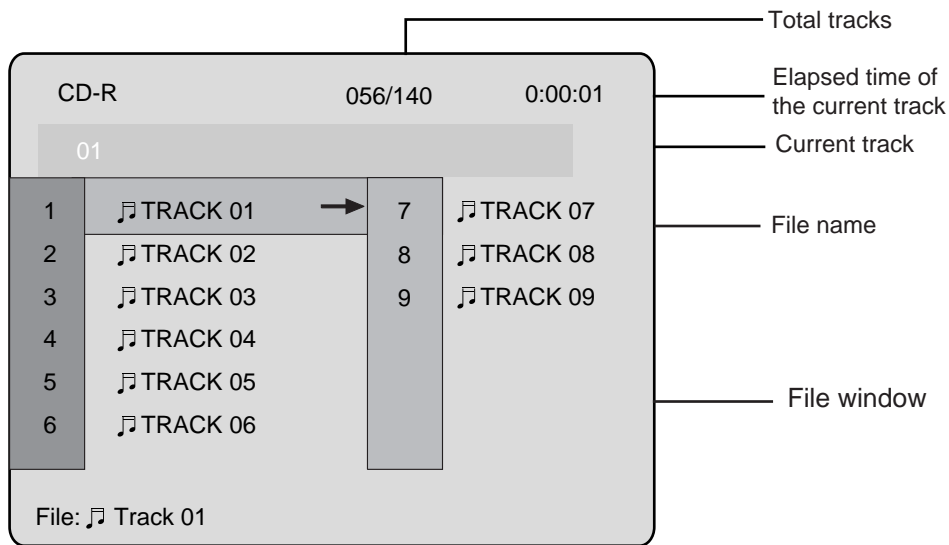 Total tracks
CD-R 056/140 0:00:01
Elapsed time of
the current track
01
Current track
1 TRACK 01 7 TRACK 07
File name
2 TRACK 02 8 TRACK 08
3 TRACK 03 9 TRACK 09
4 TRACK 04
5 TRACK 05
File window
6 TRACK 06
File: Track 01